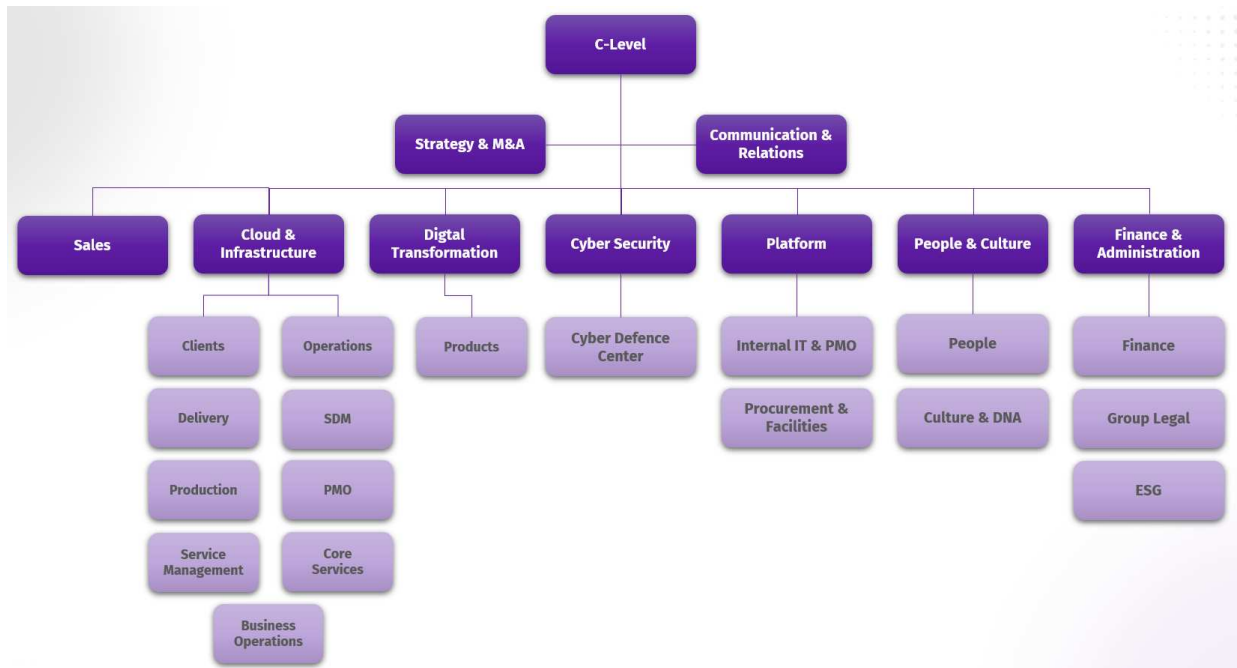 C-Level
Strategy & M&A
Communication &
Relations
Sales
Cloud &
Infrastructure
Digtal
Transformation
Cyber Security
Platform
People & Culture
Finance &
Administration
Clients
Operations
Products
Cyber Defence
Center
Internal IT & PMO
People
Finance
Delivery
SDM
Procurement &
Facilities
Culture & DNA
Group Legal
Production
PMO
ESG
Service
Management
Core
Services
Business
Operations